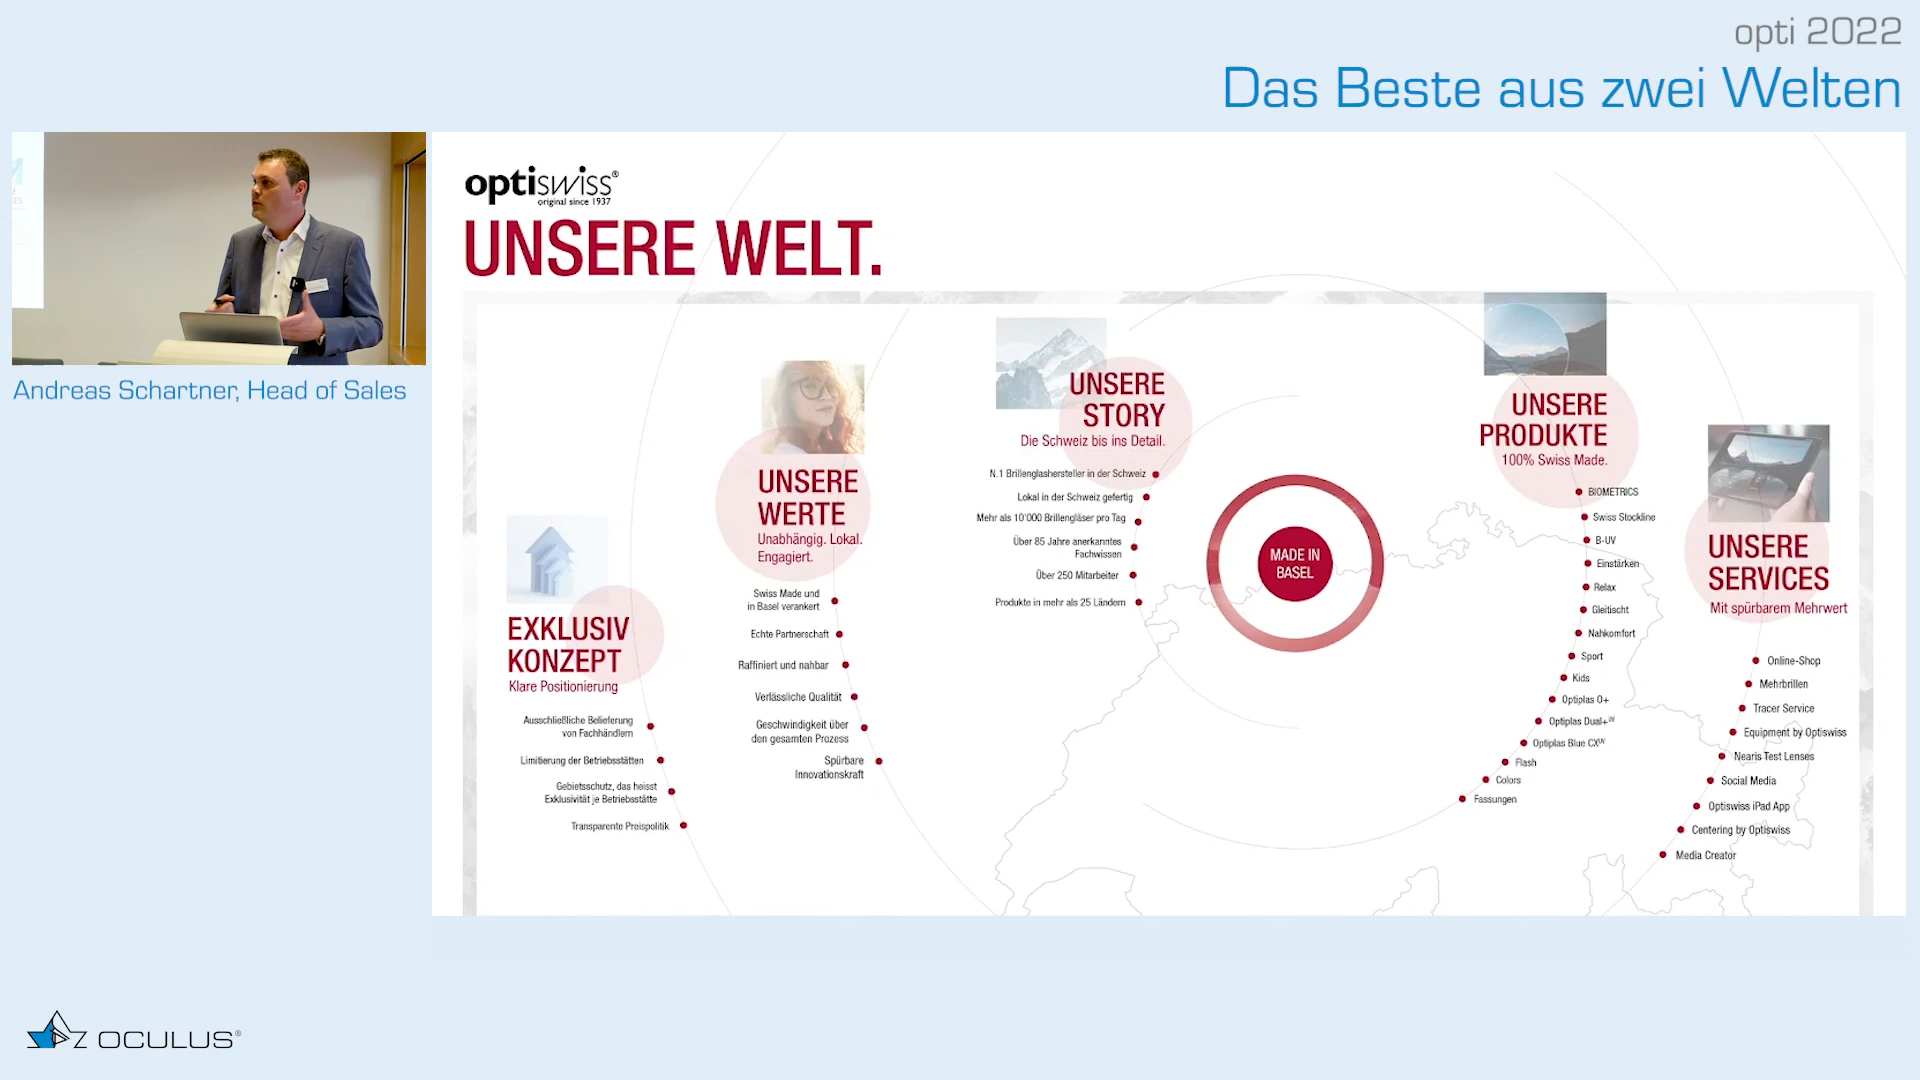 opti 2022
Das Beste aus zwei Welten
Andreas Schartner, Head of Sales
optiswiss®
original since 1937
UNSERE WELT.
EXKLUSIV
KONZEPT
Klare Positionierung
Ausschließliche Belieferung
von Fachhändlern
Limitierung der Betriebsstätten
Gebietsschutz, das heisst
Exklusivität je Betriebsstätte
Transparente Preispolitik
UNSERE
WERTE
Unabhängig. Lokal.
Engagiert.
Swiss Made und
in Basel verankert
Echte Partnerschaft
Raffiniert und nahbar
Verlässliche Qualität
Geschwindigkeit über
den gesamten Prozess
Spürbare
Innovationskraft
UNSERE
STORY
Die Schweiz bis ins Detail.
N.1 Brillenglashersteller in der Schweiz
Lokal in der Schweiz gefertig
Mehr als 10'000 Brillengläser pro Tag
Über 85 Jahre anerkanntes
Fachwissen
Über 250 Mitarbeiter
Produkte in mehr als 25 Ländern
MADE IN
BASEL
UNSERE
PRODUKTE
100% Swiss Made.
BIOMETRICS
Swiss Stockline
B-UV
Einstärken
Relax
Gleitischt
Nahkomfort
Sport
Kids
Optiplas O+
Optiplas Dual+ᵂ
Optiplas Blue CXᵂ
Flash
Colors
Fassungen
UNSERE
SERVICES
Mit spürbarem Mehrwert
Online-Shop
Mehrbrillen
Tracer Service
Equipment by Optiswiss
Nearis Test Lenses
Social Media
Optiswiss iPad App
Centering by Optiswiss
Media Creator
OCULUS®